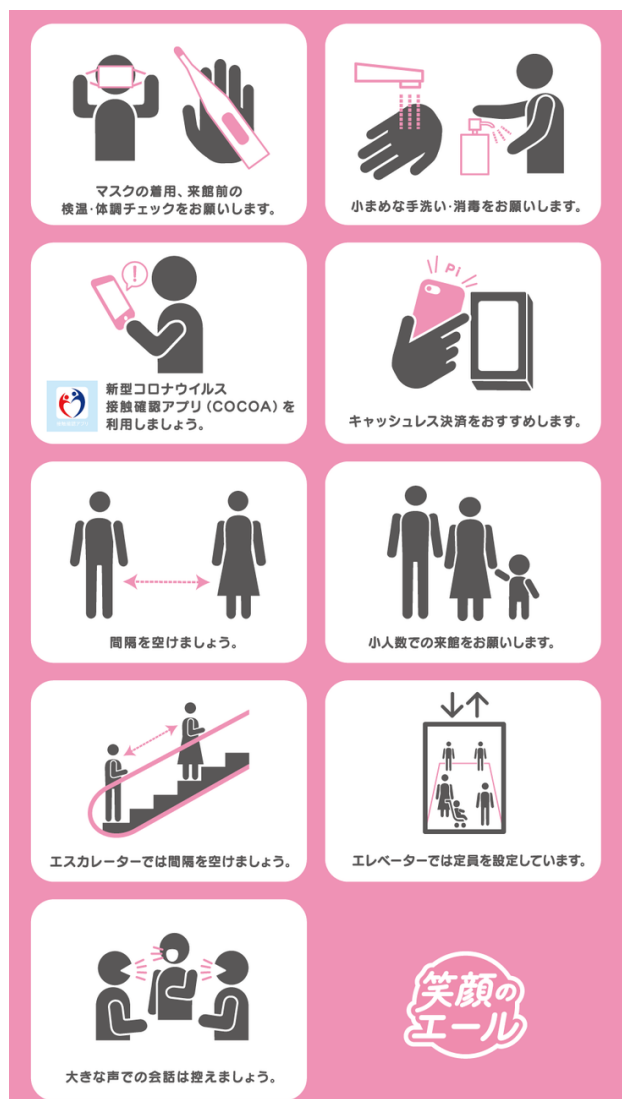 マスクの着用、来館前の
検温・体調チェックをお願いします。
小まめな手洗い・消毒をお願いします。
!
新型コロナウイルス
接触確認アプリ(COCOA)を
利用しましょう。
Pi
キャッシュレス決済をおすすめします。
間隔を空けましょう。
小人数での来館をお願いします。
エスカレーターでは間隔を空けましょう。
エレベーターでは定員を設定しています。
大きな声での会話は控えましょう。
笑顔の
エール